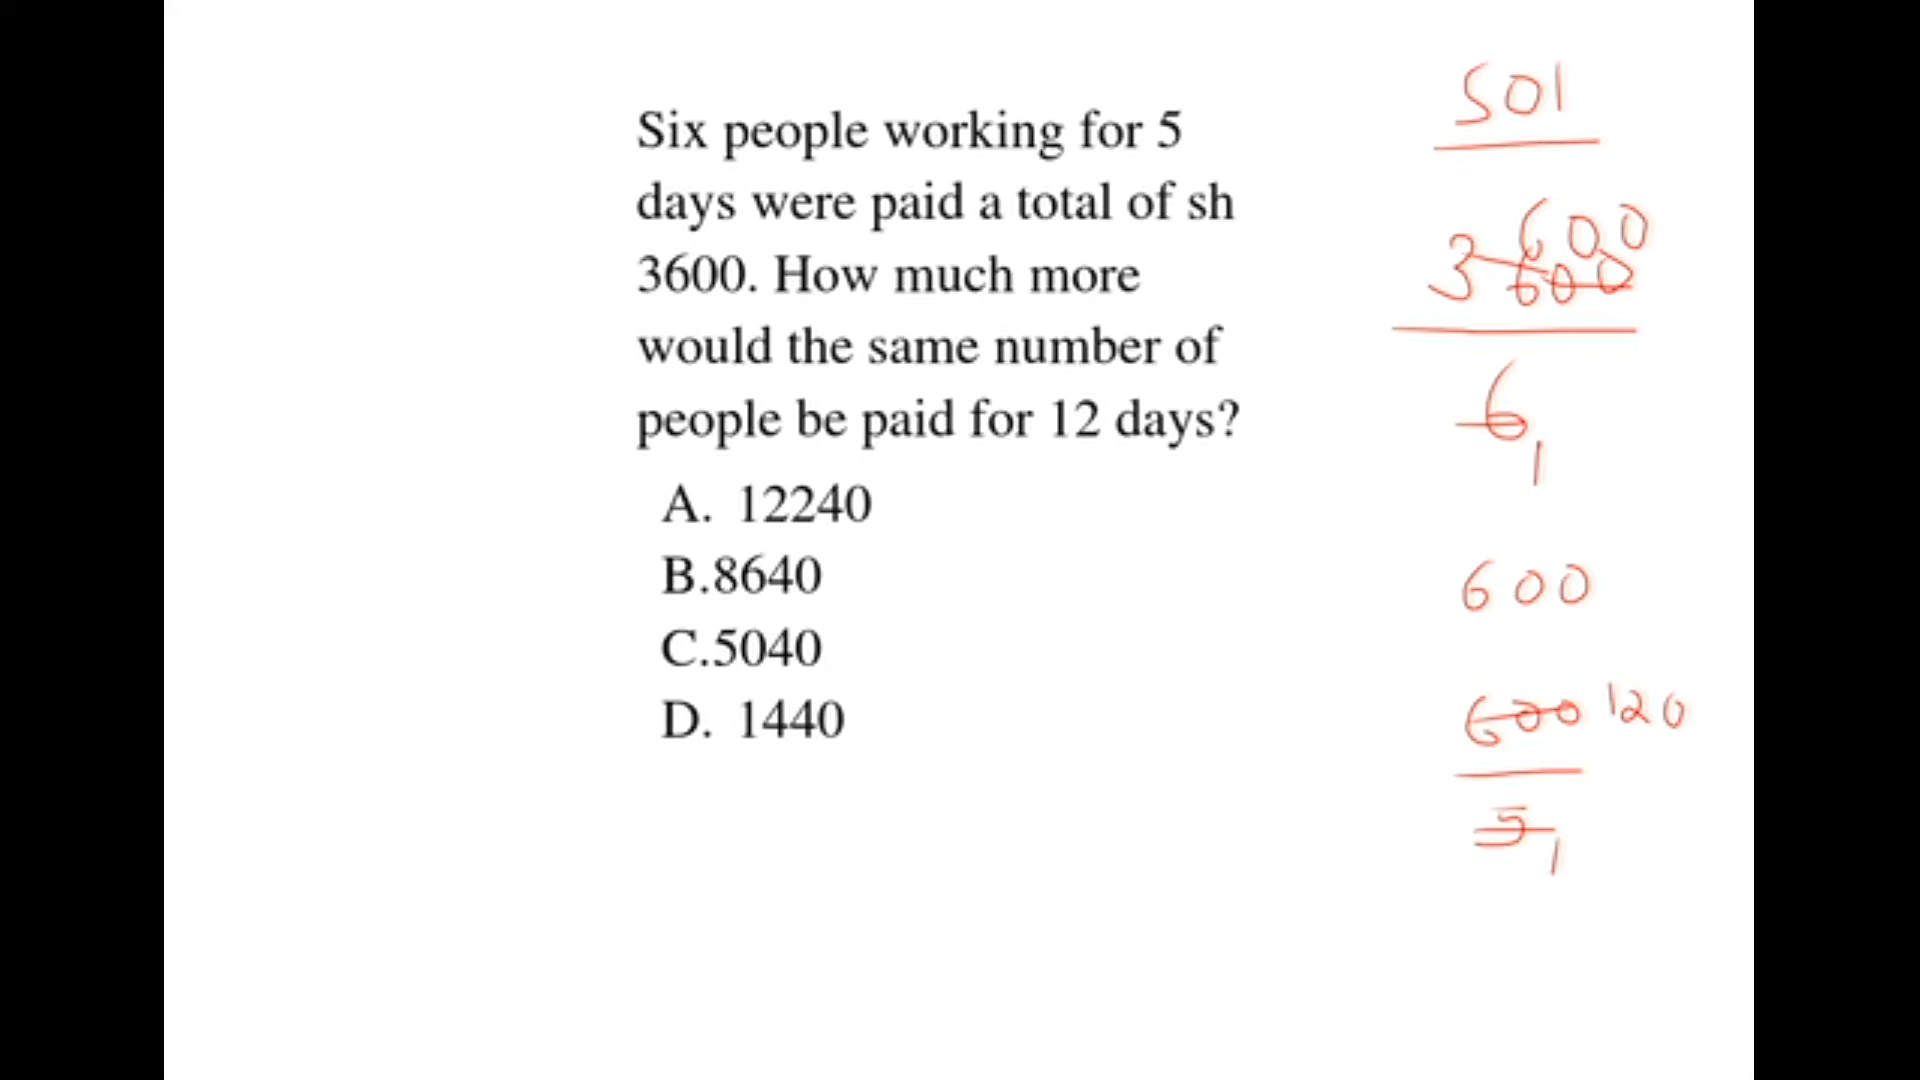 Six people working for 5
days were paid a total of sh
3600. How much more
would the same number of
people be paid for 12 days?
A. 12240
B.8640
C.5040
D. 1440
Sol
600
3600
6
1
600
600 120
5
1